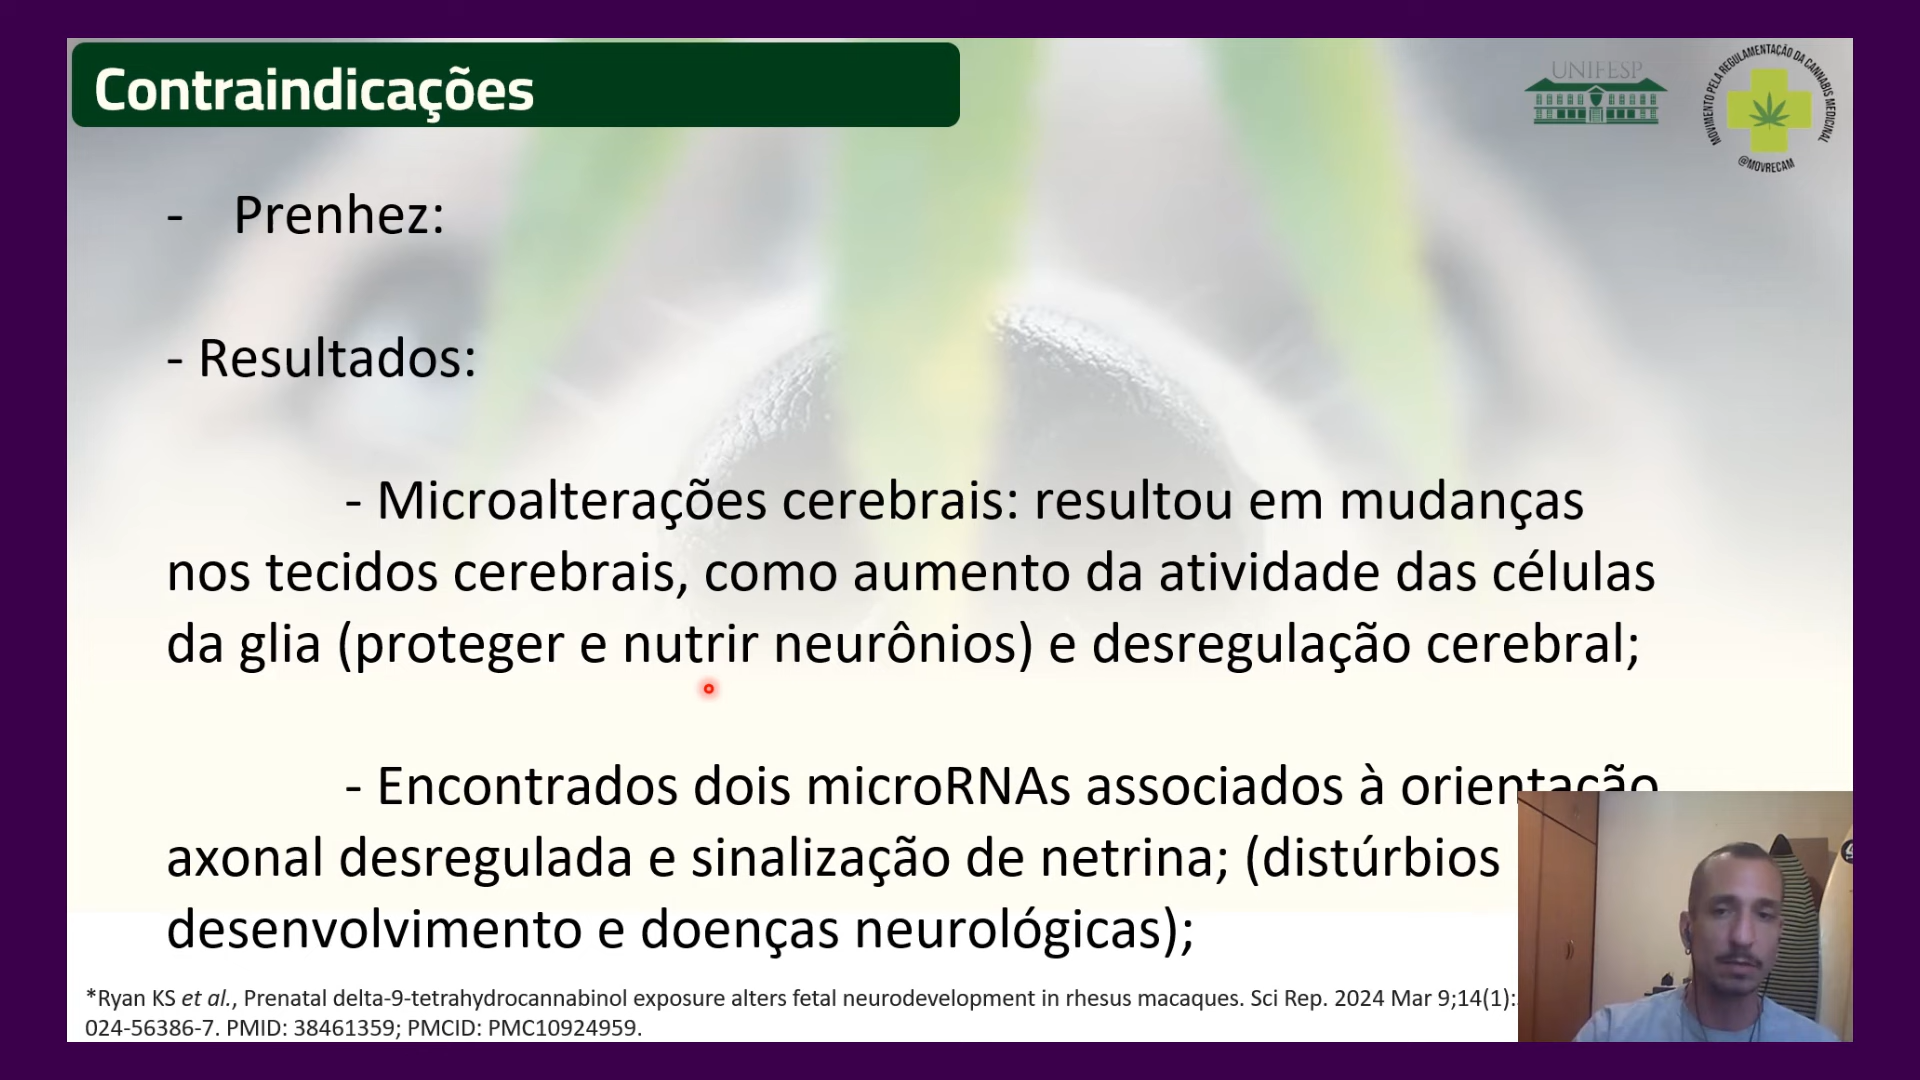 Contraindicações
UNIFESP
MOVIMENTO PELA REGULAMENTAÇÃO DA CANNABIS MEDICINAL
@MOVRECAM
- Prenhez:
- Resultados:
- Microalterações cerebrais: resultou em mudanças
nos tecidos cerebrais, como aumento da atividade das células
da glia (proteger e nutrir neurônios) e desregulação cerebral;
- Encontrados dois microRNAs associados à orientação
axonal desregulada e sinalização de netrina; (distúrbios
desenvolvimento e doenças neurológicas);
*Ryan KS et al., Prenatal delta-9-tetrahydrocannabinol exposure alters fetal neurodevelopment in rhesus macaques. Sci Rep. 2024 Mar 9;14(1):
024-56386-7. PMID: 38461359; PMCID: PMC10924959.